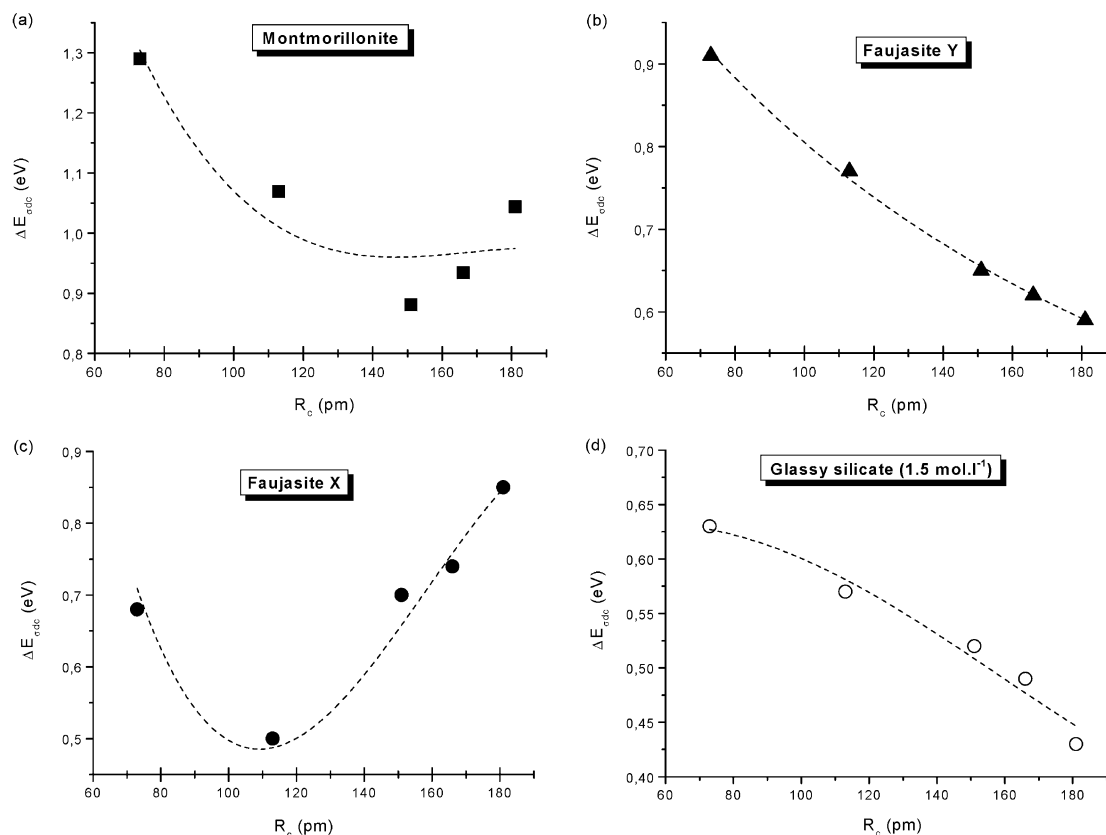 (a)
Montmorillonite
1,3
1,2
1,1
1,0
0,9
0,8
ΔE σdc (eV)
60 80 100 120 140 160 180
R c (pm)
(b)
Faujasite Y
0,9
0,8
0,7
0,6
ΔE σdc (eV)
60 80 100 120 140 160 180
R c (pm)
(c)
Faujasite X
0,9
0,8
0,7
0,6
0,5
ΔE σdc (eV)
60 80 100 120 140 160 180
R c (pm)
(d)
Glassy silicate (1.5 mol.l⁻¹)
0,70
0,65
0,60
0,55
0,50
0,45
0,40
ΔE σdc (eV)
60 80 100 120 140 160 180
R c (pm)